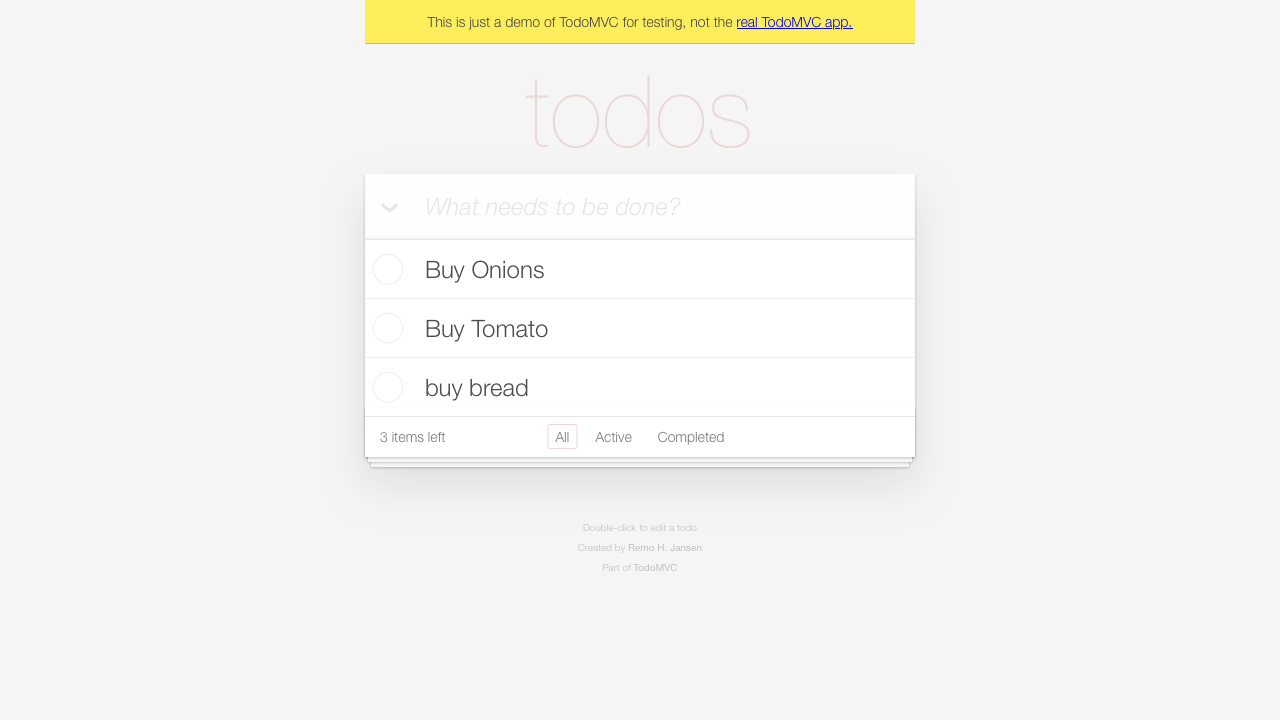 This is just a demo of TodoMVC for testing, not the real TodoMVC app.
todos
What needs to be done?
Buy Onions
Buy Tomato
buy bread
3 items left All Active Completed
Double-click to edit a todo
Created by Remo H. Jansen
Part of TodoMVC